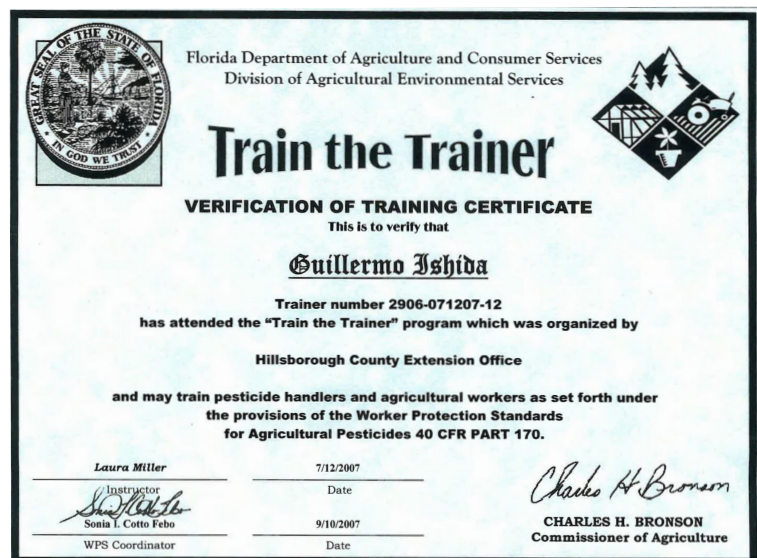 GREAT SEAL OF THE STATE OF FLORIDA
IN GOD WE TRUST
Florida Department of Agriculture and Consumer Services
Division of Agricultural Environmental Services
Train the Trainer
VERIFICATION OF TRAINING CERTIFICATE
This is to verify that
Guillermo Ishida
Trainer number 2906-071207-12
has attended the “Train the Trainer” program which was organized by
Hillsborough County Extension Office
and may train pesticide handlers and agricultural workers as set forth under
the provisions of the Worker Protection Standards
for Agricultural Pesticides 40 CFR PART 170.
Laura Miller 7/12/2007
Instructor Date
Charles H Bronson
Sonia I. Cotto Febo 9/10/2007
WPS Coordinator Date
CHARLES H. BRONSON
Commissioner of Agriculture